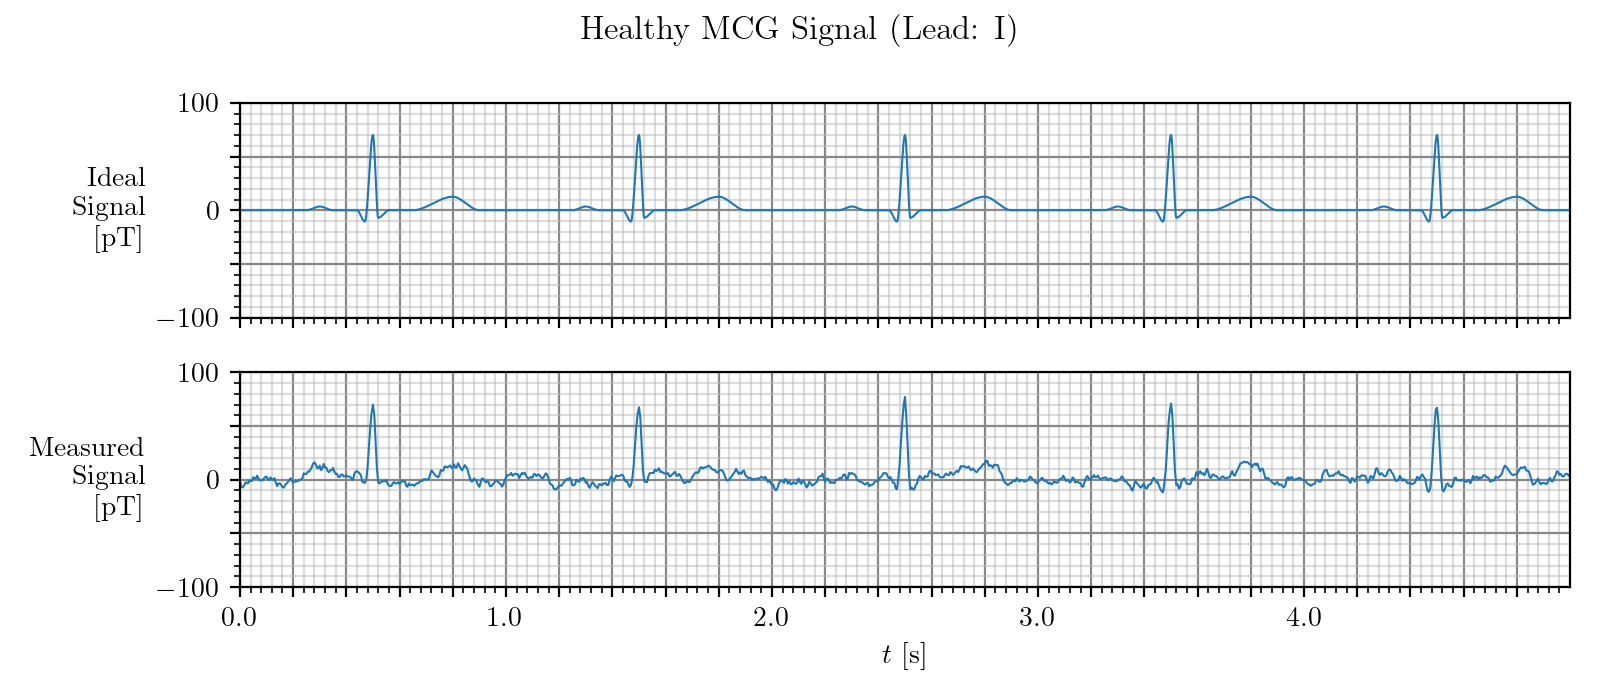 Healthy MCG Signal (Lead: I)
100
0
−100
Ideal
Signal
[pT]
100
0
−100
Measured
Signal
[pT]
0.0 1.0 2.0 3.0 4.0
t [s]